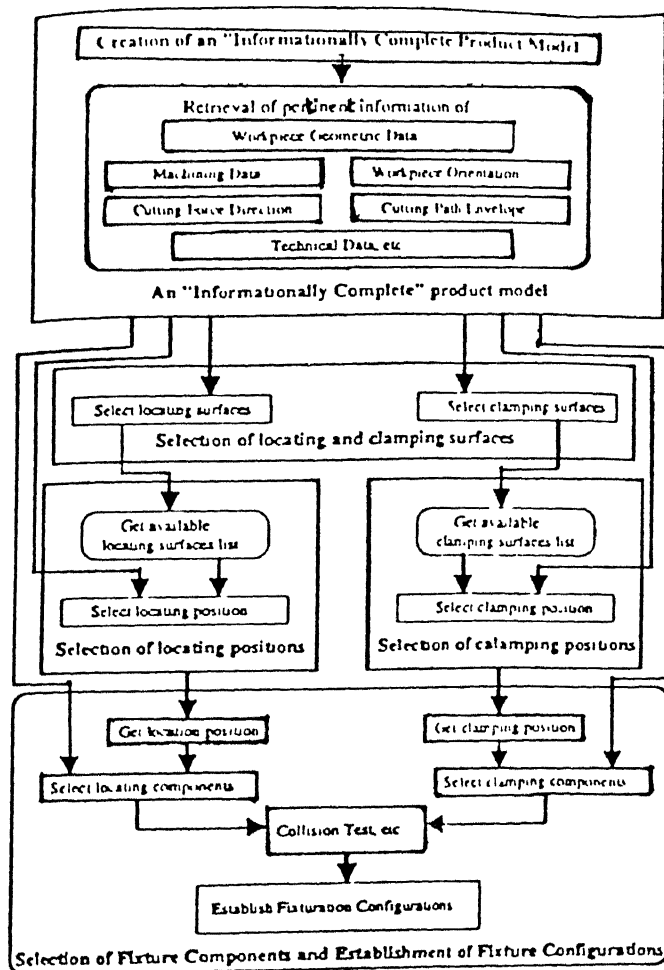 Creation of an "Informationally Complete Product Model
Retrieval of pertinent information of
Workpiece Geometric Data
Machining Data
Workpiece Orientation
Cutting Force Direction
Cutting Path Envelope
Technical Data, etc
An "Informationally Complete" product model
Select locating surfaces
Select clamping surfaces
Selection of locating and clamping surfaces
Get available
locating surfaces list
Get available
clamping surfaces list
Select locating position
Select clamping position
Selection of locating positions
Selection of calamping positions
Get location position
Get clamping position
Select locating components
Select clamping components
Collision Test, etc
Establish Fixturation Configurations
Selection of Fixture Components and Establishment of Fixture Configurations